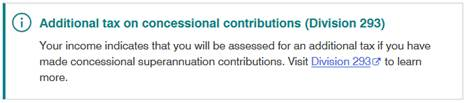 Additional tax on concessional contributions (Division 293)
Your income indicates that you will be assessed for an additional tax if you have
made concessional superannuation contributions. Visit Division 293 to learn
more.